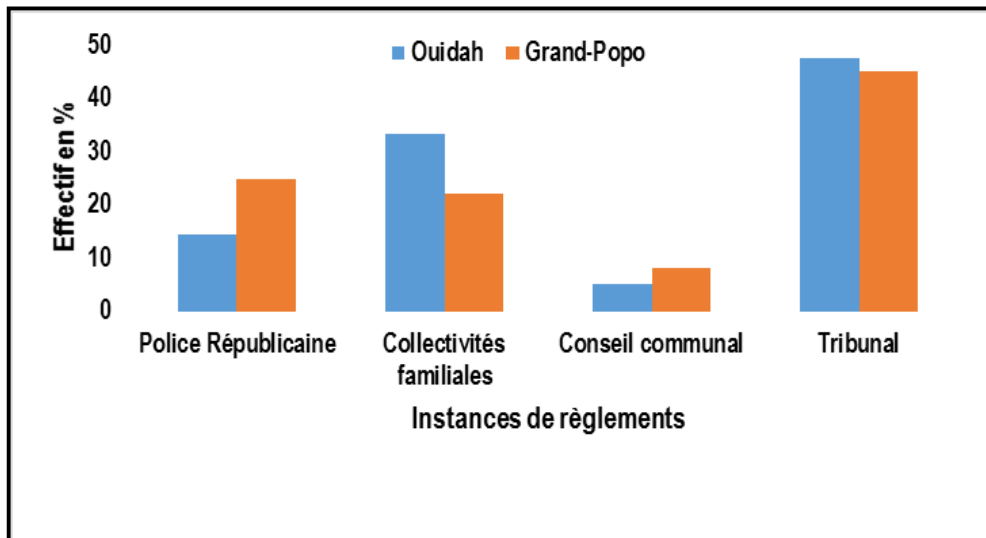 50
Ouidah Grand-Popo
40
30
20
10
0
Effectif en %
Police Républicaine
Collectivités
familiales
Conseil communal
Tribunal
Instances de règlements